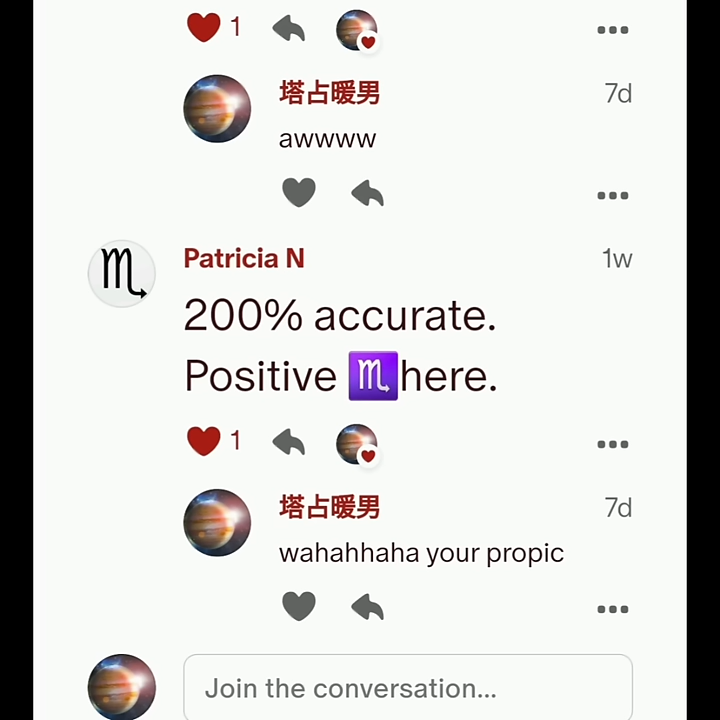 1
塔占暖男 7d
awwww
Patricia N 1w
200% accurate.
Positive ♏here.
1
塔占暖男 7d
wahahhaha your propic
Join the conversation...